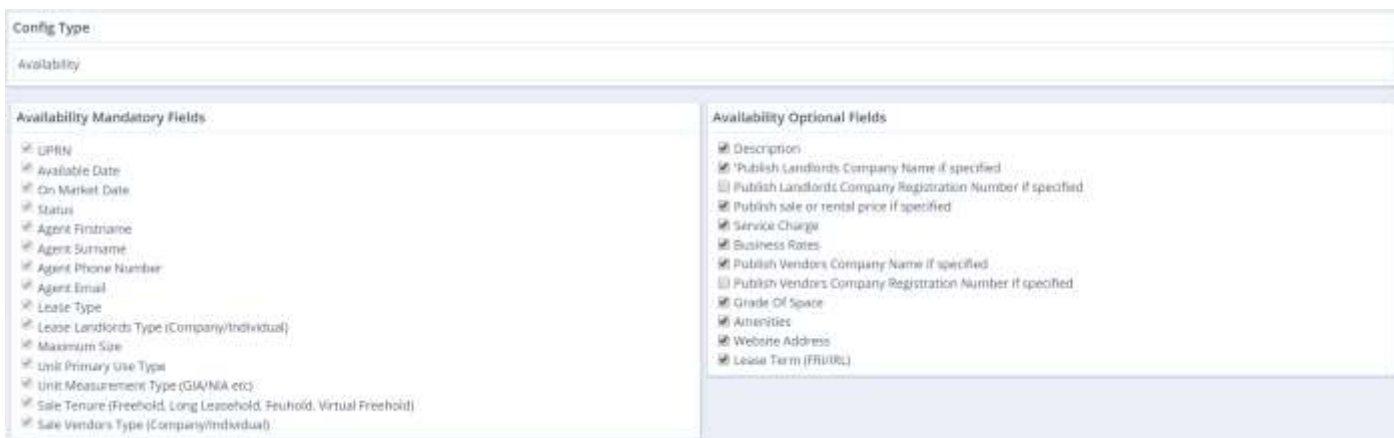 Config Type
Availability
Availability Mandatory Fields
UPRN
Available Date
On Market Date
Status
Agent Firstname
Agent Surname
Agent Phone Number
Agent Email
Lease Type
Lease Landlords Type (Company/Individual)
Maximum Size
Unit Primary Use Type
Unit Measurement Type (GIA/NIA etc)
Sale Tenure (Freehold, Long Leasehold, Feuhold, Virtual Freehold)
Sale Vendors Type (Company/Individual)
Availability Optional Fields
Description
'Publish Landlords Company Name if specified
Publish Landlords Company Registration Number if specified
Publish sale or rental price if specified
Service Charge
Business Rates
Publish Vendors Company Name if specified
Publish Vendors Company Registration Number if specified
Grade Of Space
Amenities
Website Address
Lease Term (FRI/IRL)